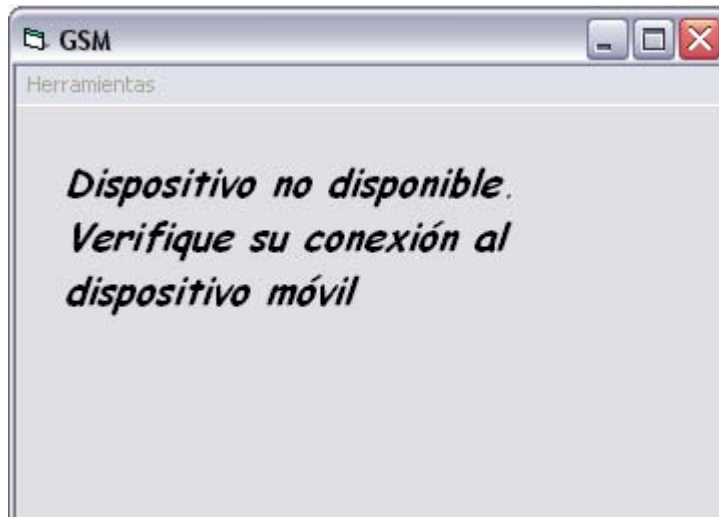 GSM
Herramientas
Dispositivo no disponible.
Verifique su conexión al
dispositivo móvil